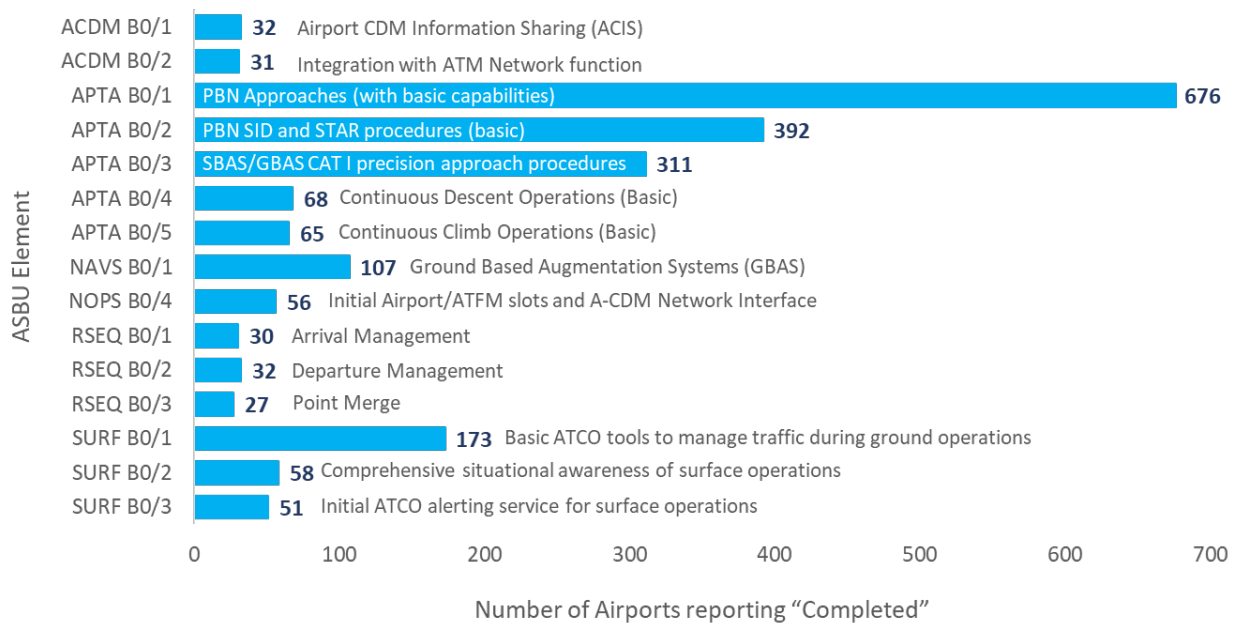 ACDM B0/1 32 Airport CDM Information Sharing (ACIS)
ACDM B0/2 31 Integration with ATM Network function
APTA B0/1 PBN Approaches (with basic capabilities) 676
APTA B0/2 PBN SID and STAR procedures (basic) 392
APTA B0/3 SBAS/GBAS CAT I precision approach procedures 311
APTA B0/4 68 Continuous Descent Operations (Basic)
APTA B0/5 65 Continuous Climb Operations (Basic)
NAVS B0/1 107 Ground Based Augmentation Systems (GBAS)
NOPS B0/4 56 Initial Airport/ATFM slots and A-CDM Network Interface
RSEQ B0/1 30 Arrival Management
RSEQ B0/2 32 Departure Management
RSEQ B0/3 27 Point Merge
SURF B0/1 173 Basic ATCO tools to manage traffic during ground operations
SURF B0/2 58 Comprehensive situational awareness of surface operations
SURF B0/3 51 Initial ATCO alerting service for surface operations
ASBU Element
0 100 200 300 400 500 600 700
Number of Airports reporting “Completed”